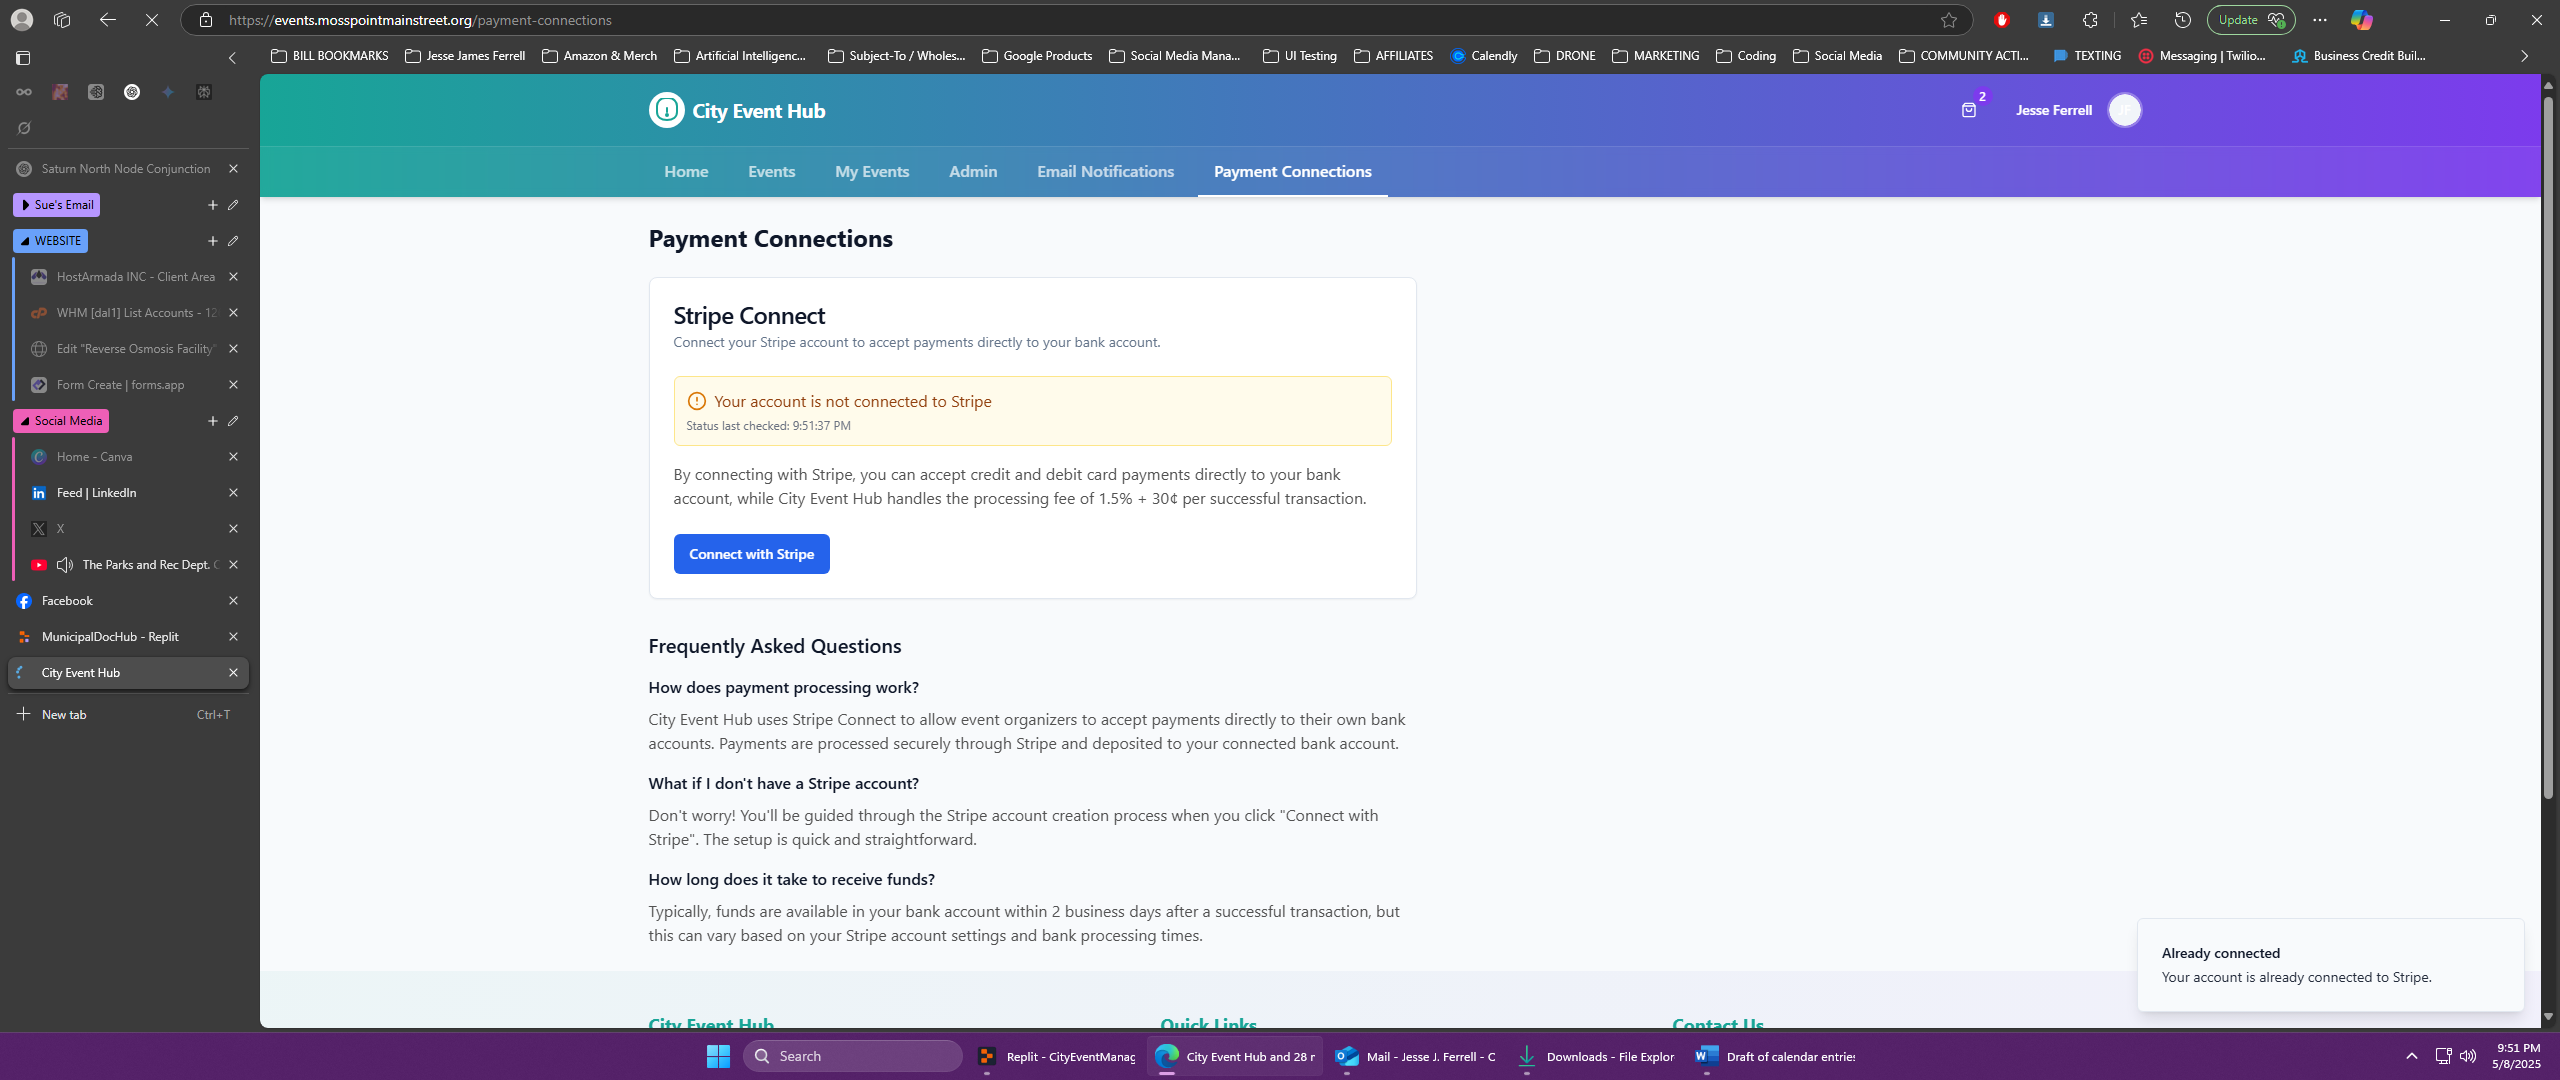 https://events.mosspointmainstreet.org/payment-connections
Update
BILL BOOKMARKS
Jesse James Ferrell
Amazon & Merch
Artificial Intelligenc...
Subject-To / Wholes...
Google Products
Social Media Mana...
UI Testing
AFFILIATES
Calendly
DRONE
MARKETING
Coding
Social Media
COMMUNITY ACTI...
TEXTING
Messaging | Twilio...
Business Credit Buil...
Saturn North Node Conjunction
Sue's Email
WEBSITE
HostArmada INC - Client Area
WHM [dal1] List Accounts - 12
Edit "Reverse Osmosis Facility"
Form Create | forms.app
Social Media
Home - Canva
Feed | LinkedIn
X
The Parks and Rec Dept.
Facebook
MunicipalDocHub - Replit
City Event Hub
New tab
Ctrl+T
City Event Hub
2
Jesse Ferrell
JF
Home
Events
My Events
Admin
Email Notifications
Payment Connections
Payment Connections
Stripe Connect
Connect your Stripe account to accept payments directly to your bank account.
Your account is not connected to Stripe
Status last checked: 9:51:37 PM
By connecting with Stripe, you can accept credit and debit card payments directly to your bank
account, while City Event Hub handles the processing fee of 1.5% + 30¢ per successful transaction.
Connect with Stripe
Frequently Asked Questions
How does payment processing work?
City Event Hub uses Stripe Connect to allow event organizers to accept payments directly to their own bank
accounts. Payments are processed securely through Stripe and deposited to your connected bank account.
What if I don't have a Stripe account?
Don't worry! You'll be guided through the Stripe account creation process when you click "Connect with
Stripe". The setup is quick and straightforward.
How long does it take to receive funds?
Typically, funds are available in your bank account within 2 business days after a successful transaction, but
this can vary based on your Stripe account settings and bank processing times.
Already connected
Your account is already connected to Stripe.
City Event Hub
Quick Links
Contact Us
Search
Replit - CityEventManag
City Event Hub and 28 r
Mail - Jesse J. Ferrell - C
Downloads - File Explor
Draft of calendar entries
9:51 PM
5/8/2025